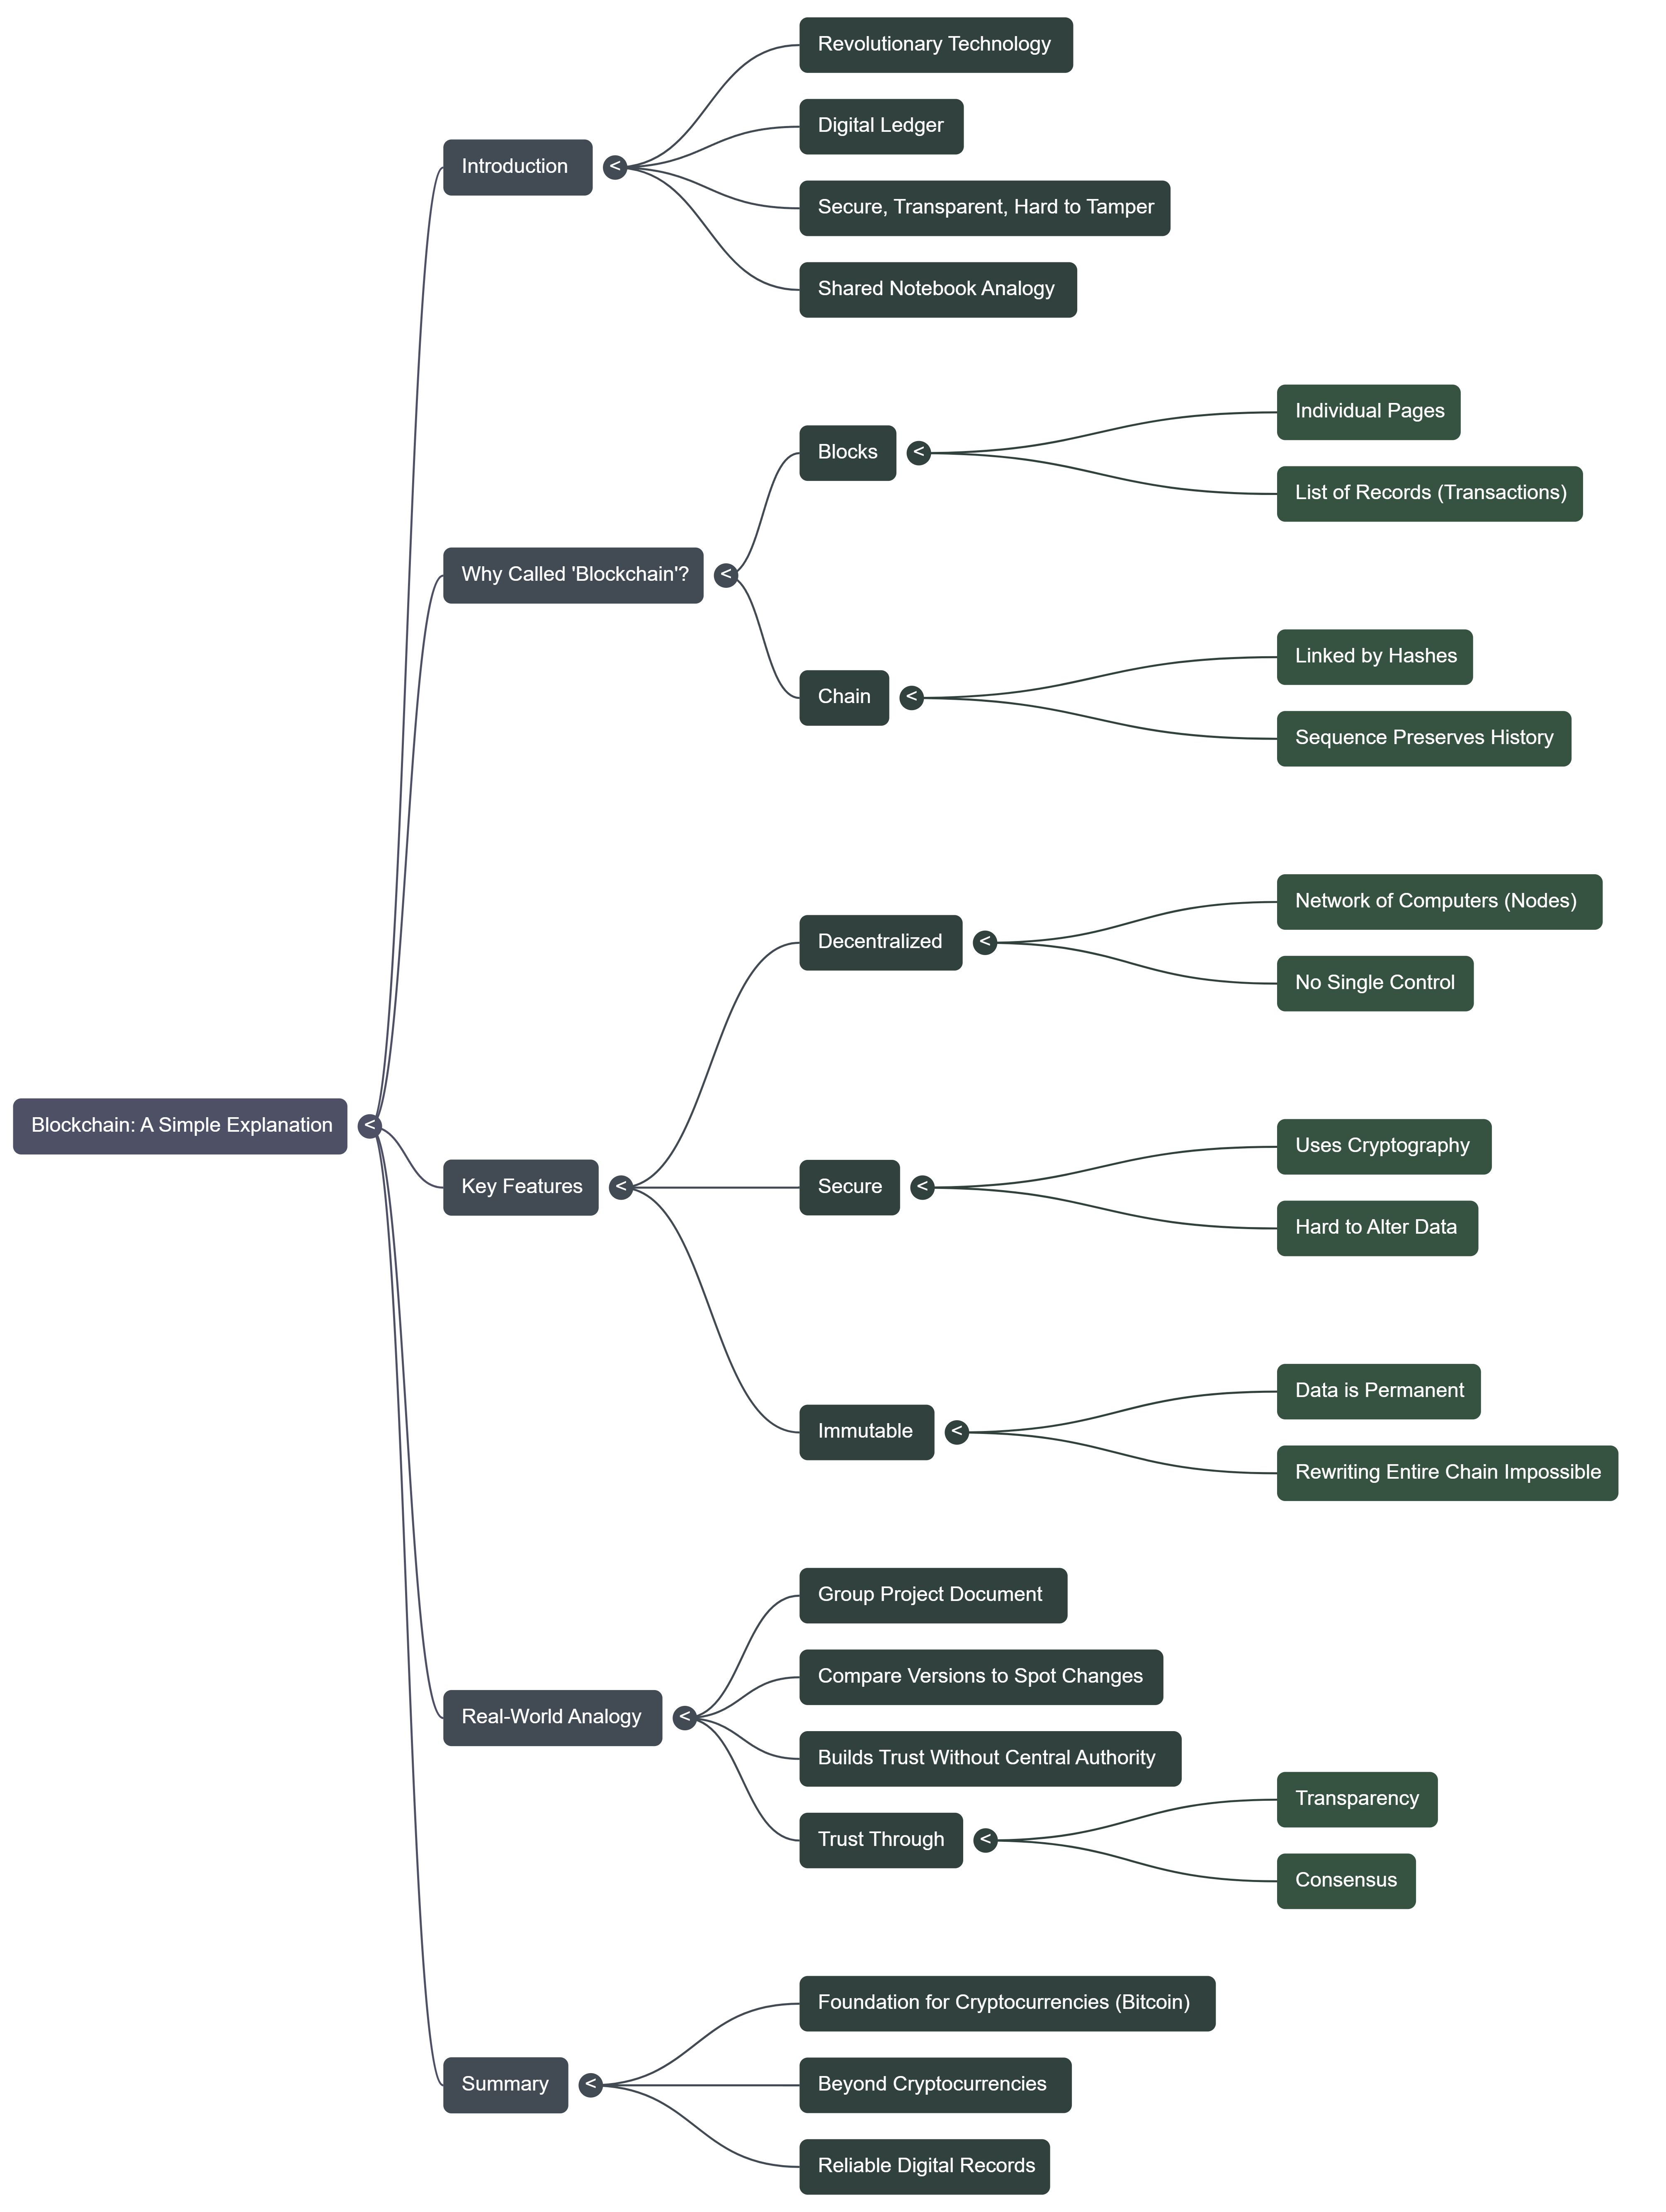 Blockchain: A Simple Explanation
<
Introduction
<
Revolutionary Technology
Digital Ledger
Secure, Transparent, Hard to Tamper
Shared Notebook Analogy
Why Called 'Blockchain'?
<
Blocks
<
Individual Pages
List of Records (Transactions)
Chain
<
Linked by Hashes
Sequence Preserves History
Key Features
<
Decentralized
<
Network of Computers (Nodes)
No Single Control
Secure
<
Uses Cryptography
Hard to Alter Data
Immutable
<
Data is Permanent
Rewriting Entire Chain Impossible
Real-World Analogy
<
Group Project Document
Compare Versions to Spot Changes
Builds Trust Without Central Authority
Trust Through
<
Transparency
Consensus
Summary
<
Foundation for Cryptocurrencies (Bitcoin)
Beyond Cryptocurrencies
Reliable Digital Records